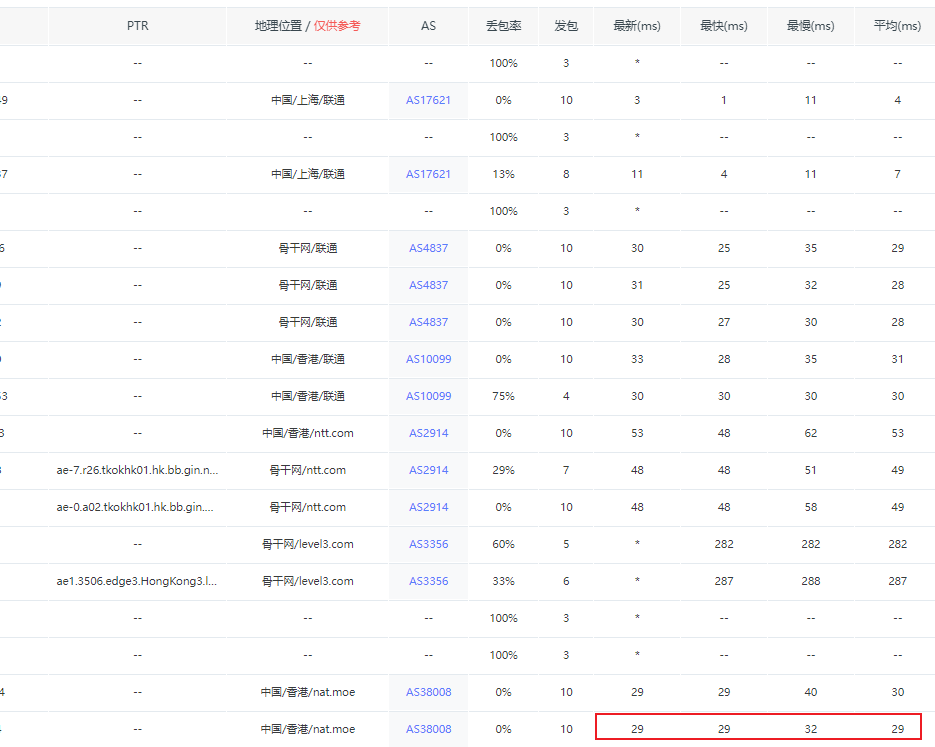 PTR 地理位置 / 仅供参考 AS 丢包率 发包 最新(ms) 最快(ms) 最慢(ms) 平均(ms)
-- -- -- 100% 3 * -- -- --
9 -- 中国/上海/联通 AS17621 0% 10 3 1 11 4
-- -- -- 100% 3 * -- -- --
7 -- 中国/上海/联通 AS17621 13% 8 11 4 11 7
-- -- -- 100% 3 * -- -- --
-- 骨干网/联通 AS4837 0% 10 30 25 35 29
-- 骨干网/联通 AS4837 0% 10 31 25 32 28
-- 骨干网/联通 AS4837 0% 10 30 27 30 28
-- 中国/香港/联通 AS10099 0% 10 33 28 35 31
3 -- 中国/香港/联通 AS10099 75% 4 30 30 30 30
-- 中国/香港/ntt.com AS2914 0% 10 53 48 62 53
ae-7.r26.tkokhk01.hk.bb.gin.n... 骨干网/ntt.com AS2914 29% 7 48 48 51 49
ae-0.a02.tkokhk01.hk.bb.gin.... 骨干网/ntt.com AS2914 0% 10 48 48 58 49
-- 骨干网/level3.com AS3356 60% 5 * 282 282 282
ae1.3506.edge3.HongKong3.l... 骨干网/level3.com AS3356 33% 6 * 287 288 287
-- -- -- 100% 3 * -- -- --
-- -- -- 100% 3 * -- -- --
4 -- 中国/香港/nat.moe AS38008 0% 10 29 29 40 30
-- 中国/香港/nat.moe AS38008 0% 10 29 29 32 29